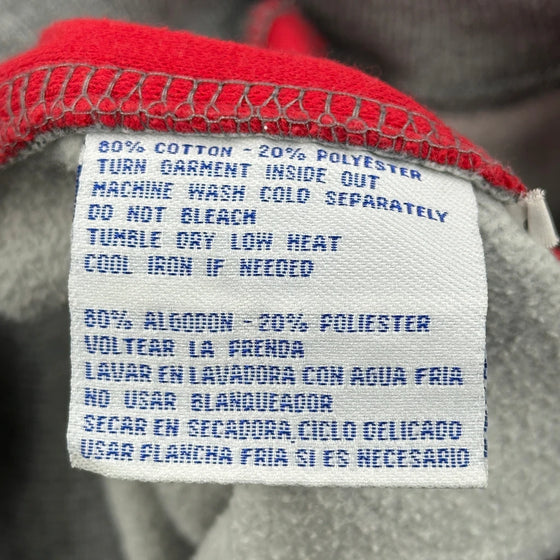 80% COTTON - 20% POLYESTER
TURN GARMENT INSIDE OUT
MACHINE WASH COLD SEPARATELY
DO NOT BLEACH
TUMBLE DRY LOW HEAT
COOL IRON IF NEEDED
80% ALGODON - 20% POLIESTER
VOLTEAR LA PRENDA
LAVAR EN LAVADORA CON AGUA FRIA
NO USAR BLANQUEADOR
SECAR EN SECADORA, CICLO DELICADO
USAR PLANCHA FRIA SI ES NECESARIO